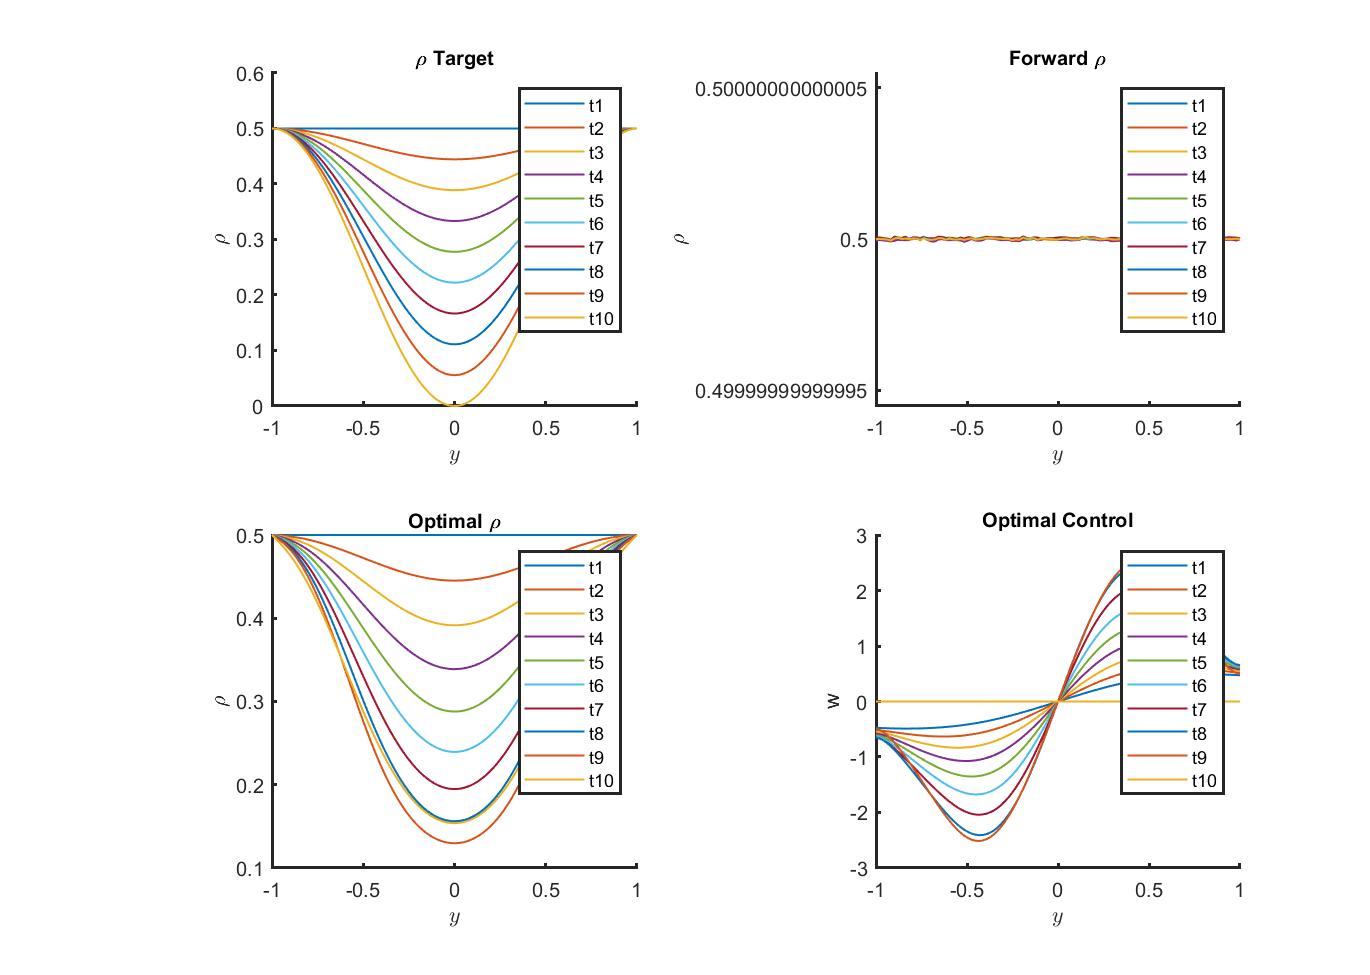 ρ Target
0.6
0.5
0.4
0.3
0.2
0.1
0
ρ
-1 -0.5 0 0.5 1
y
t1
t2
t3
t4
t5
t6
t7
t8
t9
t10
Forward ρ
0.50000000000005
0.5
0.49999999999995
ρ
-1 -0.5 0 0.5 1
y
t1
t2
t3
t4
t5
t6
t7
t8
t9
t10
Optimal ρ
0.5
0.4
0.3
0.2
0.1
ρ
-1 -0.5 0 0.5 1
y
t1
t2
t3
t4
t5
t6
t7
t8
t9
t10
Optimal Control
3
2
1
0
-1
-2
-3
w
-1 -0.5 0 0.5 1
y
t1
t2
t3
t4
t5
t6
t7
t8
t9
t10